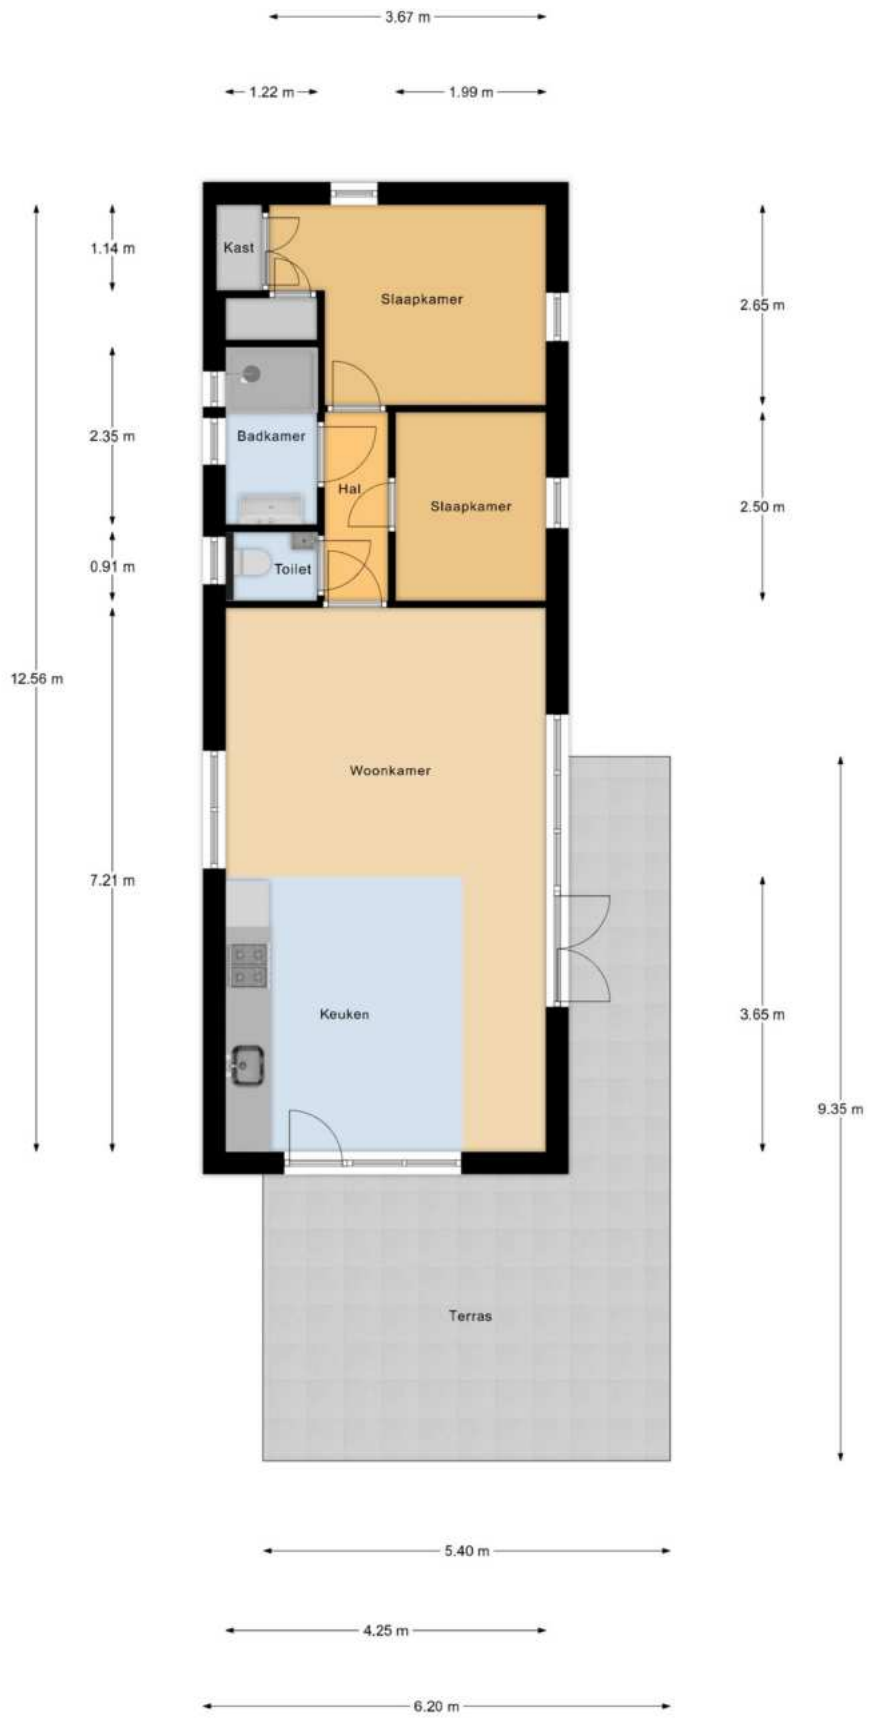 3.67 m
1.22 m
1.99 m
Kast
1.14 m
Slaapkamer
2.65 m
Badkamer
2.35 m
Hal
Slaapkamer
2.50 m
Toilet
0.91 m
12.56 m
Woonkamer
7.21 m
Keuken
3.65 m
9.35 m
Terras
5.40 m
4.25 m
6.20 m